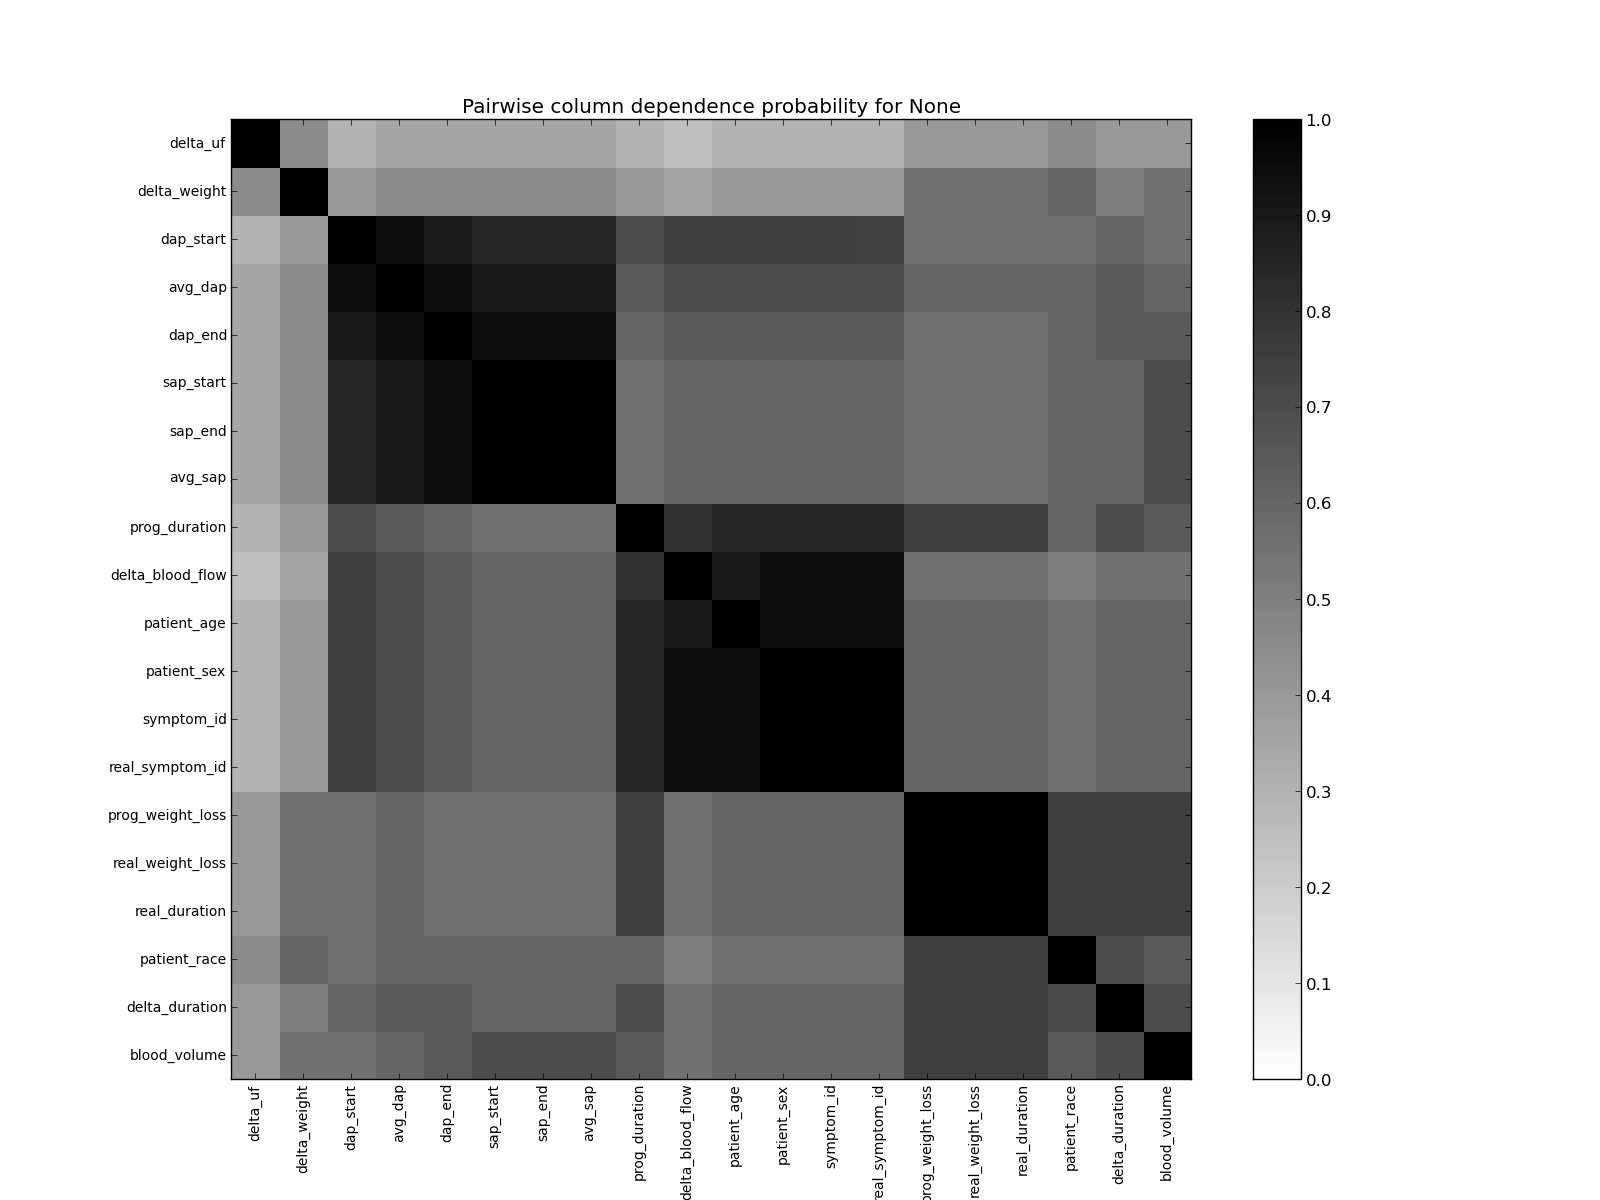 Pairwise column dependence probability for None
delta_uf
delta_weight
dap_start
avg_dap
dap_end
sap_start
sap_end
avg_sap
prog_duration
delta_blood_flow
patient_age
patient_sex
symptom_id
real_symptom_id
prog_weight_loss
real_weight_loss
real_duration
patient_race
delta_duration
blood_volume
delta_uf
delta_weight
dap_start
avg_dap
dap_end
sap_start
sap_end
avg_sap
prog_duration
delta_blood_flow
patient_age
patient_sex
symptom_id
real_symptom_id
prog_weight_loss
real_weight_loss
real_duration
patient_race
delta_duration
blood_volume
1.0
0.9
0.8
0.7
0.6
0.5
0.4
0.3
0.2
0.1
0.0